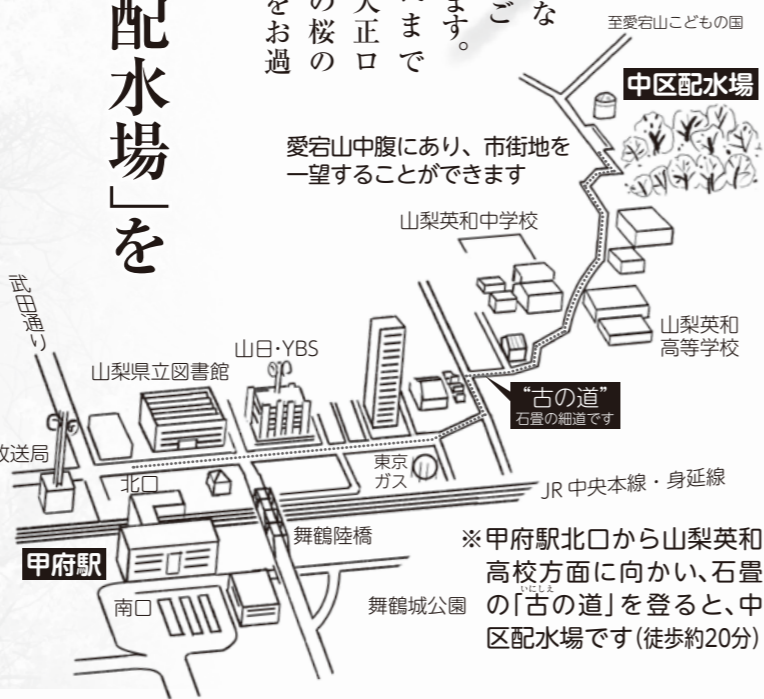 配水場」を
な
ご
ます。
まで
大正ロ
の桜の
をお過
至愛宕山こどもの国
中区配水場
愛宕山中腹にあり、市街地を
一望することができます
山梨英和中学校
山梨英和
高等学校
武田通り
山日・YBS
山梨県立図書館
“古の道”
石畳の細道です
放送局
北口
東京
ガス
JR 中央本線・身延線
舞鶴陸橋
甲府駅
南口
舞鶴城公園
※甲府駅北口から山梨英和
高校方面に向かい、石畳
の「古の道」を登ると、中
いにしえ
区配水場です(徒歩約20分)